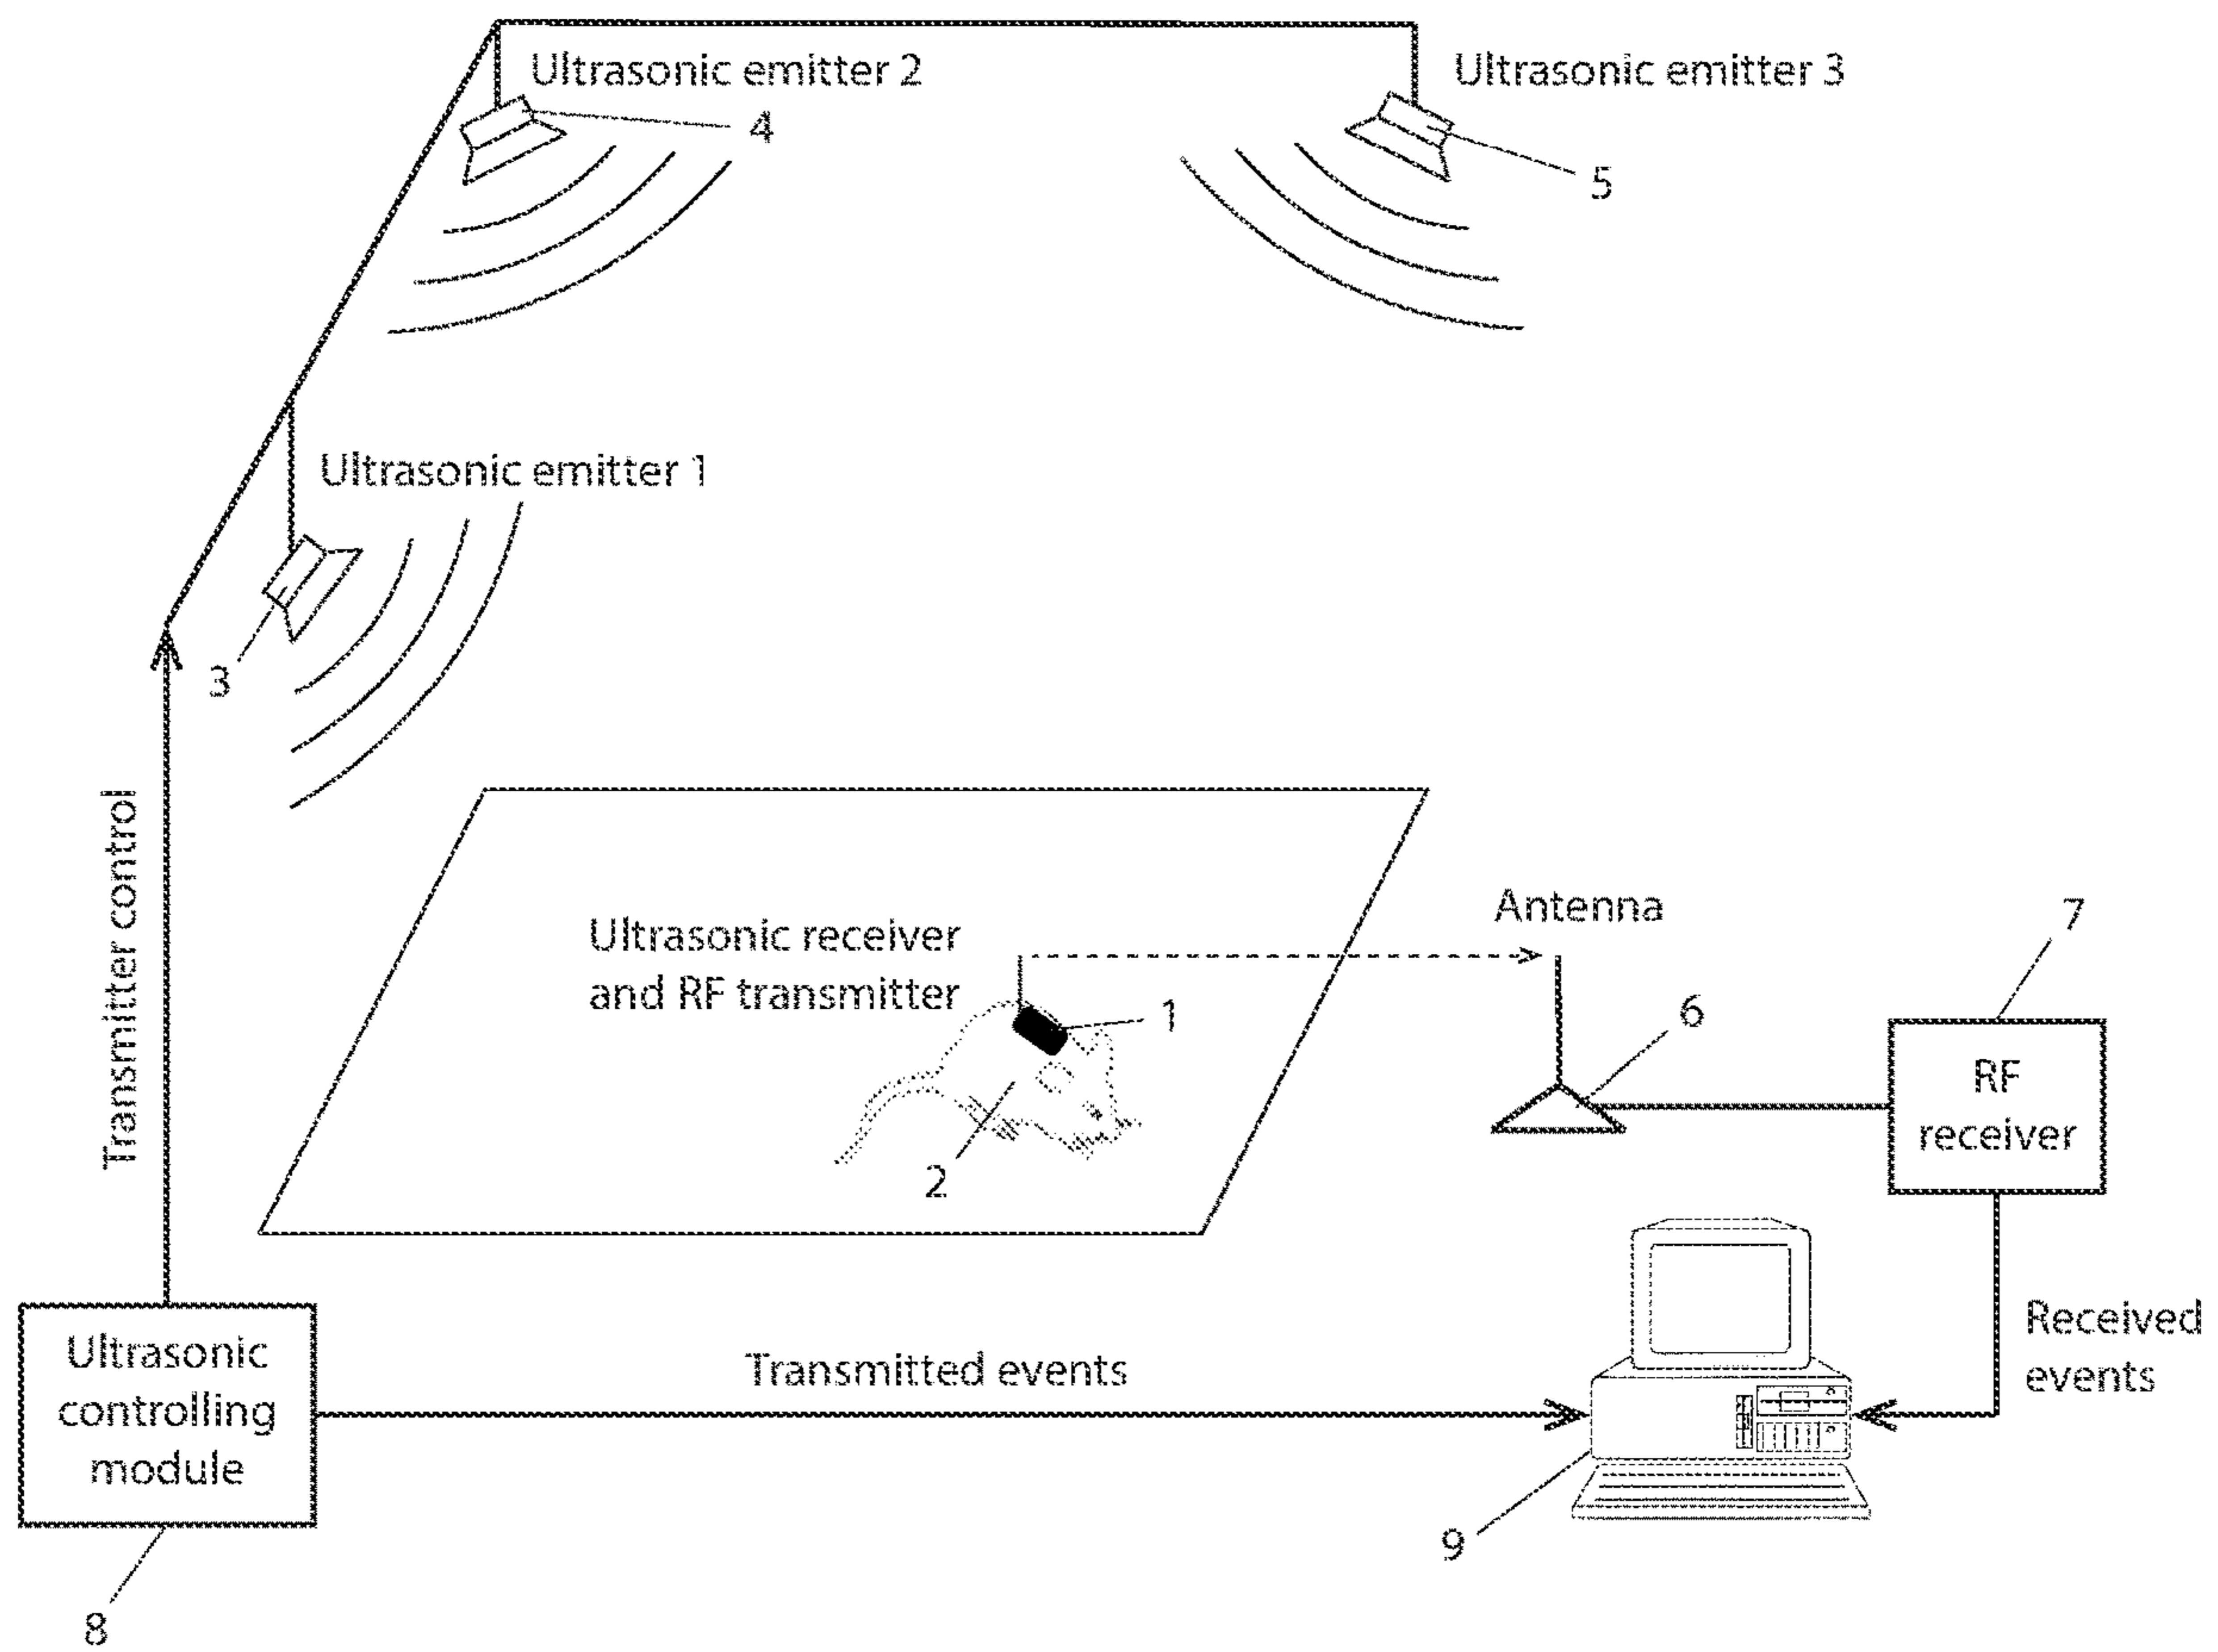 Ultrasonic emitter 2
Ultrasonic emitter 3
4
5
Ultrasonic emitter 1
3
Transmitter control
Antenna
7
Ultrasonic receiver
and RF transmitter
1
6
RF
receiver
2
Received
events
Ultrasonic
controlling
module
Transmitted events
9
8